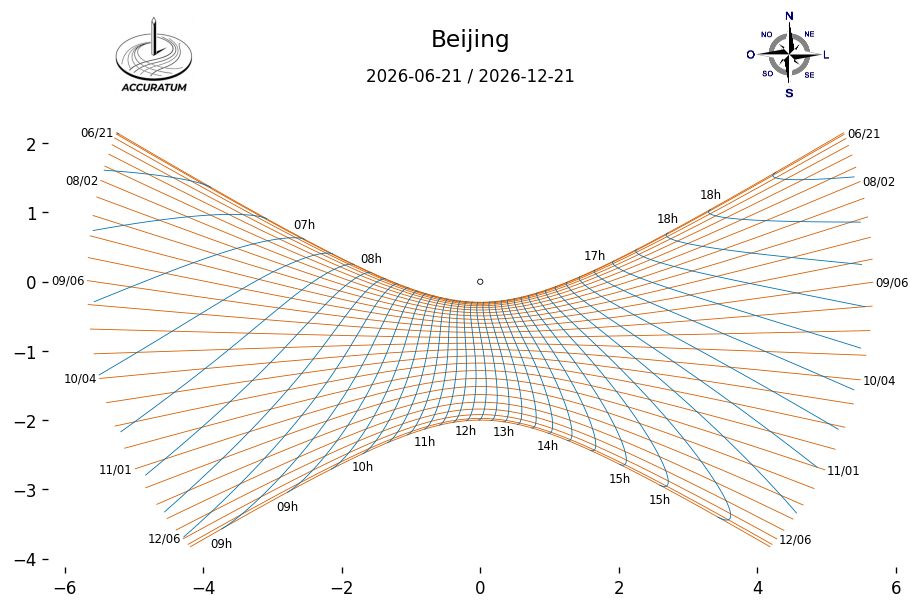 Beijing
2026-06-21 / 2026-12-21
ACCURATUM
N
NO NE
O L
SO SE
S
06/21 06/21
2
08/02 08/02
18h
1
18h
07h
17h
08h
09/06 0 09/06
−1
10/04 10/04
−2
12h 13h
11h 14h
11/01 10h 11/01
15h
−3
15h
09h
12/06 09h 12/06
−4
−6 −4 −2 0 2 4 6